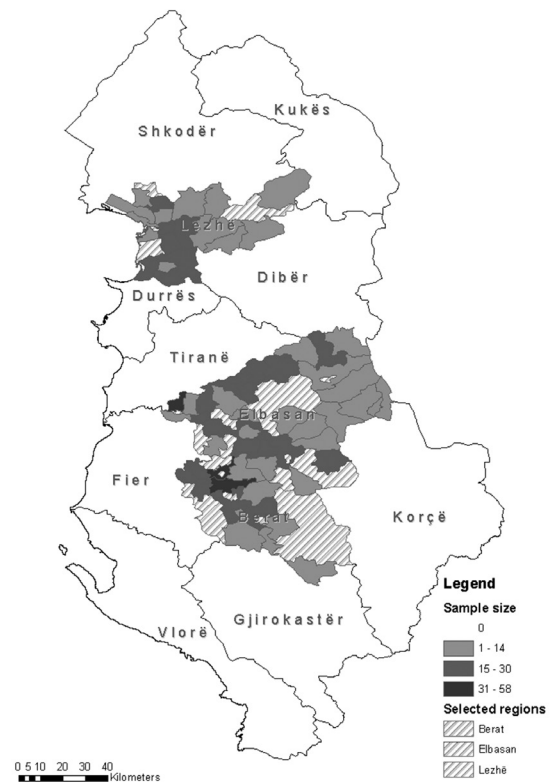 Kukës
Shkodër
Lezhë
Dibër
Durrës
Tiranë
Elbasan
Fier
Berat
Korçë
Gjirokastër
Vlorë
Legend
Sample size
0
1 - 14
15 - 30
31 - 58
Selected regions
Berat
Elbasan
Lezhë
0 5 10 20 30 40
Kilometers